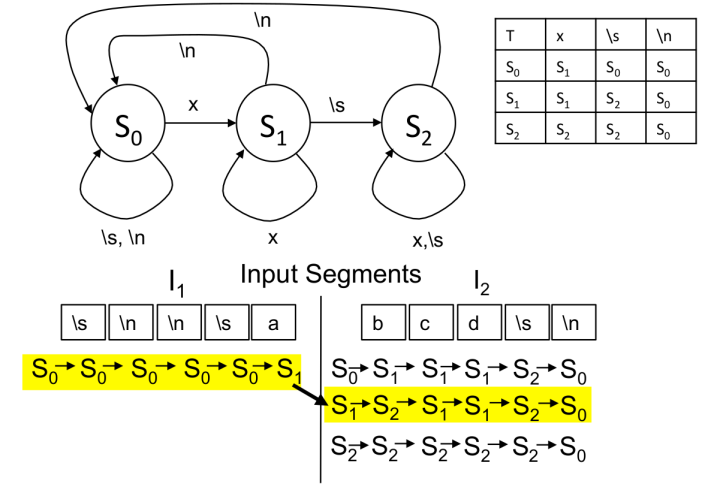 \n
\n
x
\s
S0
S1
S2
\s, \n
x
x,\s
T x \s \n
S0 S1 S0 S0
S1 S1 S2 S0
S2 S2 S2 S0
Input Segments
I1
I2
\s \n \n \s a
b c d \s \n
S0→S0→S0→S0→S0→S1
S0→S1→S1→S1→S2→S0
S1→S2→S1→S1→S2→S0
S2→S2→S2→S2→S2→S0